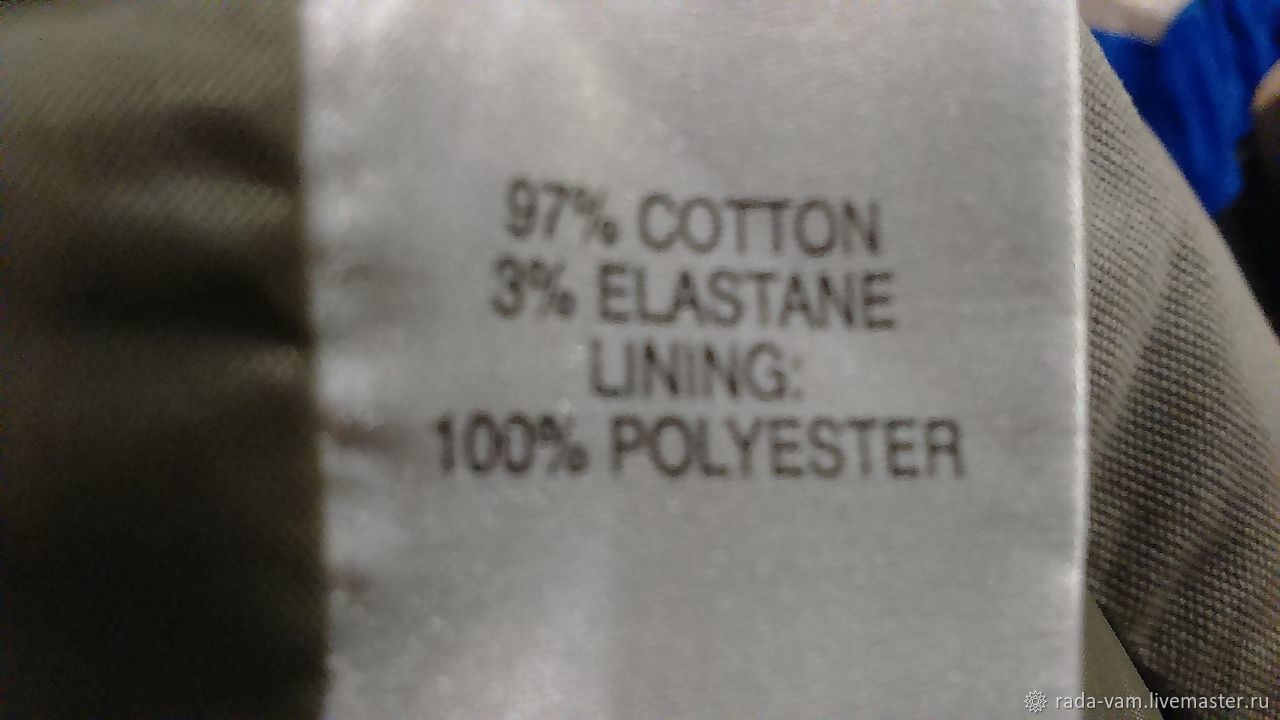 97% COTTON
3% ELASTANE
LINING:
100% POLYESTER
rada-vam.livemaster.ru